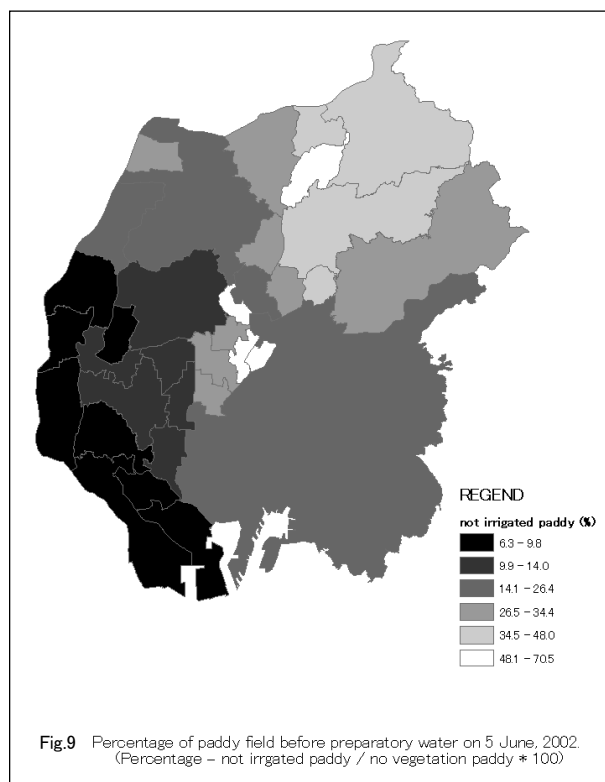 REGEND
not irrigated paddy (%)
6.3 - 9.8
9.9 - 14.0
14.1 - 26.4
26.5 - 34.4
34.5 - 48.0
48.1 - 70.5
Fig.9 Percentage of paddy field before preparatory water on 5 June, 2002.
(Percentage - not irrgated paddy / no vegetation paddy * 100)